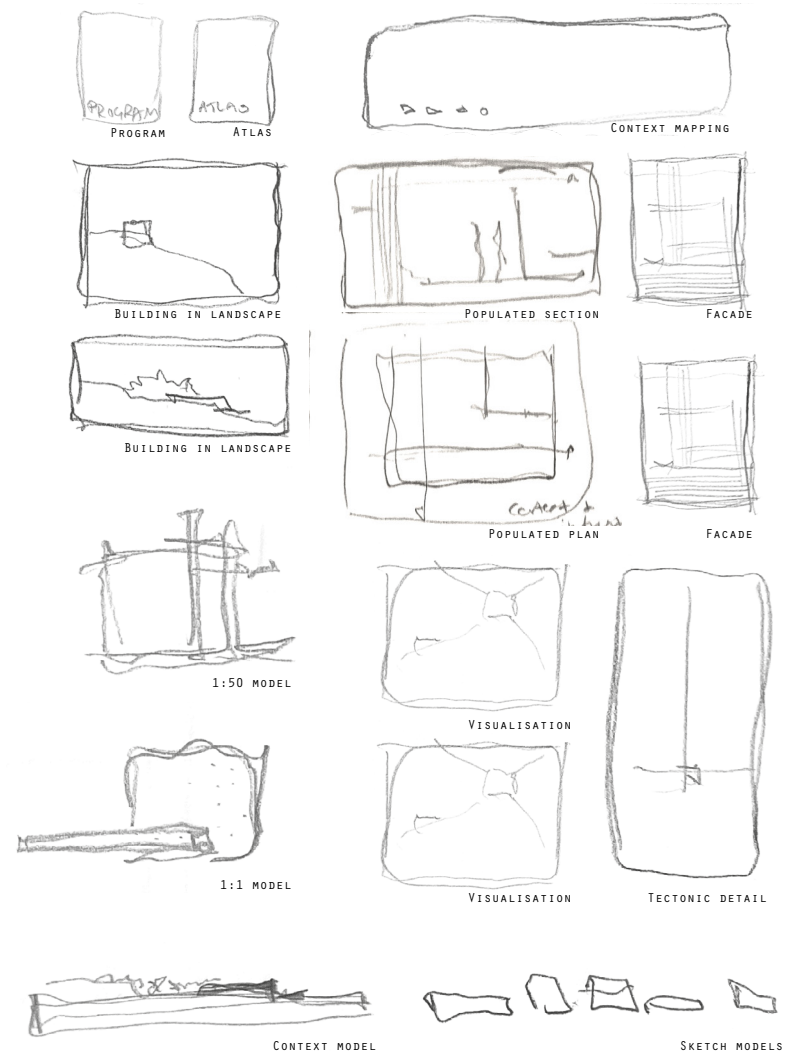 PROGRAM
ATLAS
PROGRAM
ATLAS
CONTEXT MAPPING
BUILDING IN LANDSCAPE
POPULATED SECTION
FACADE
BUILDING IN LANDSCAPE
POPULATED PLAN
FACADE
1:50 MODEL
VISUALISATION
1:1 MODEL
VISUALISATION
TECTONIC DETAIL
CONTEXT MODEL
SKETCH MODELS